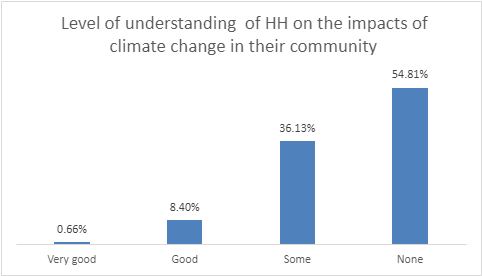 Level of understanding of HH on the impacts of
climate change in their community
54.81%
36.13%
8.40%
0.66%
Very good Good Some None